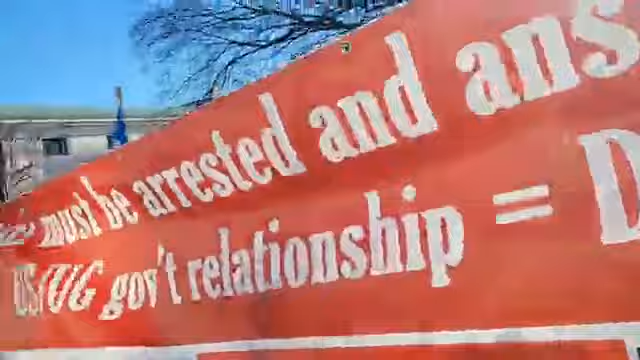 must be arrested and ans
US/UG gov't relationship = D